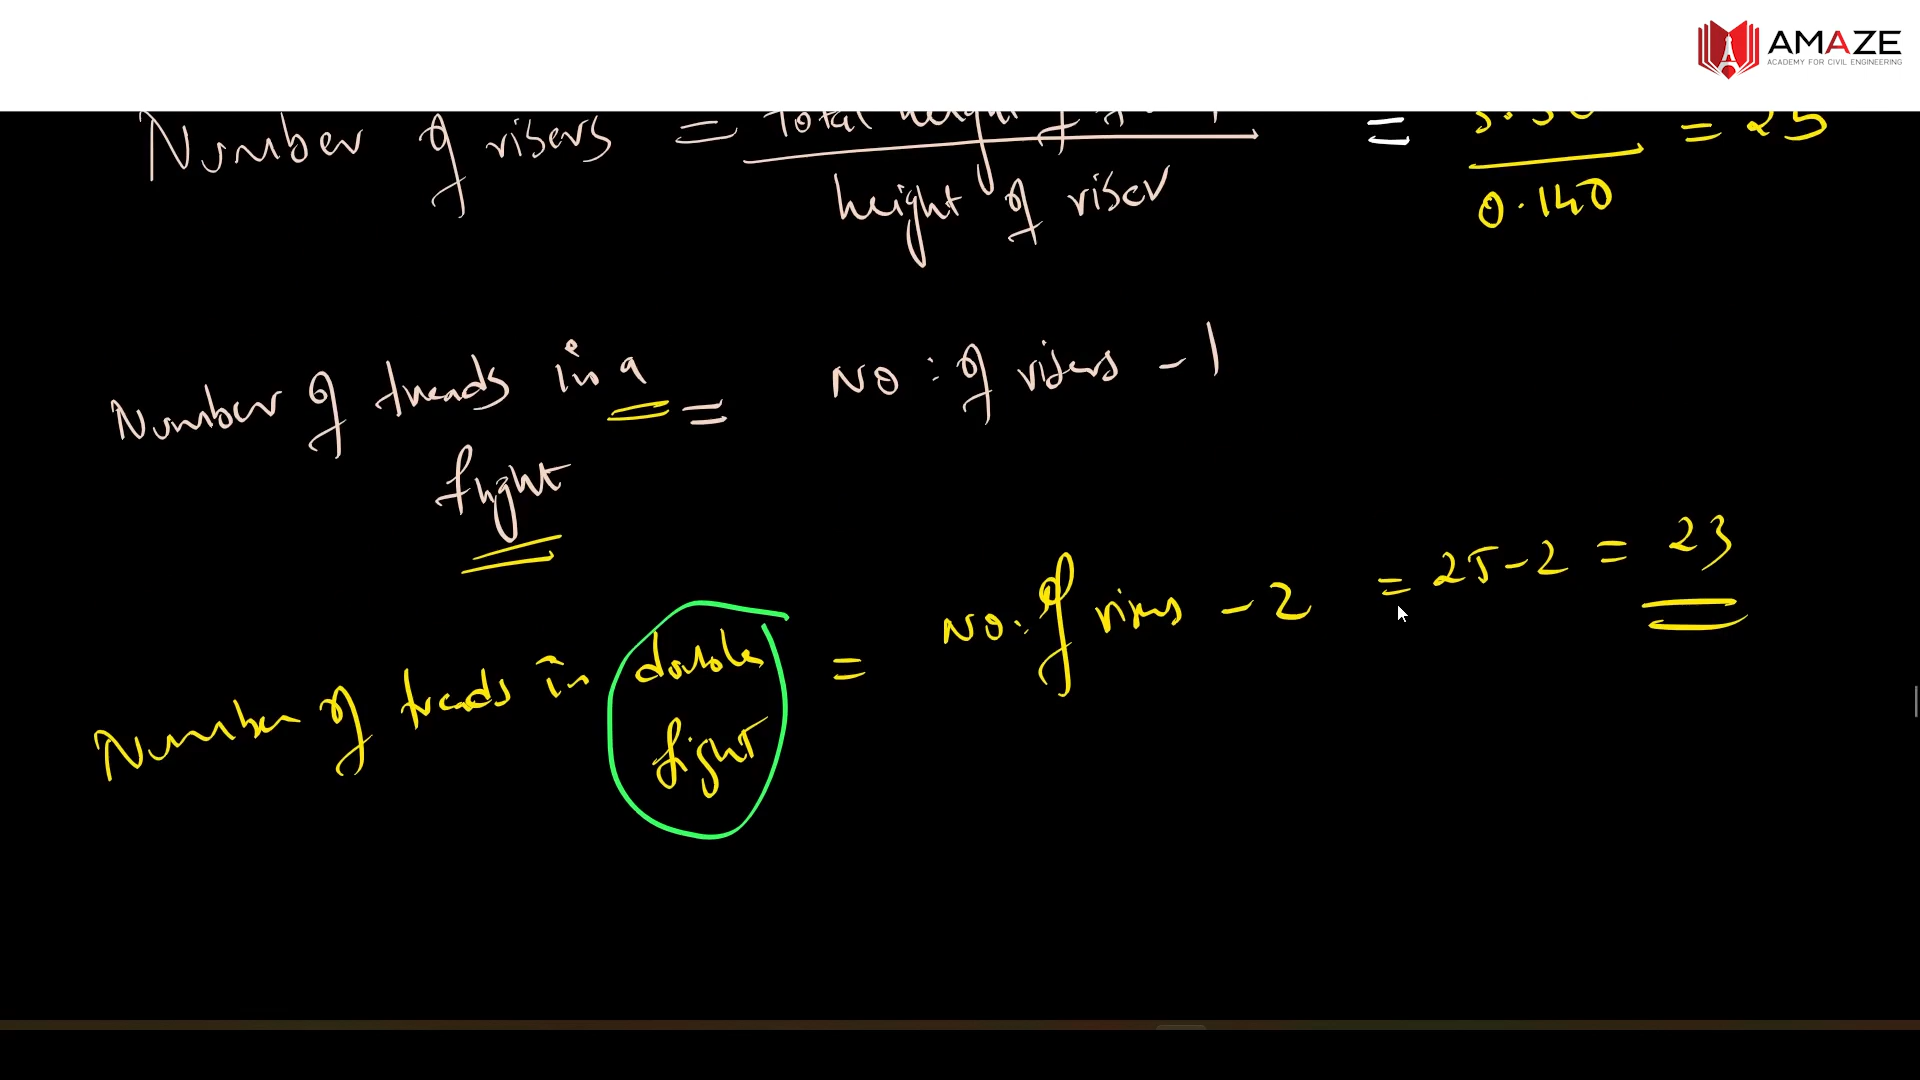 AMAZE
ACADEMY FOR CIVIL ENGINEERING
Number of risers = Total height of / height of riser = / 0.140 = 25
Number of treads in a flight = NO: of risers - 1
Number of treads in double flight = NO: of risers - 2 = 25-2 = 23